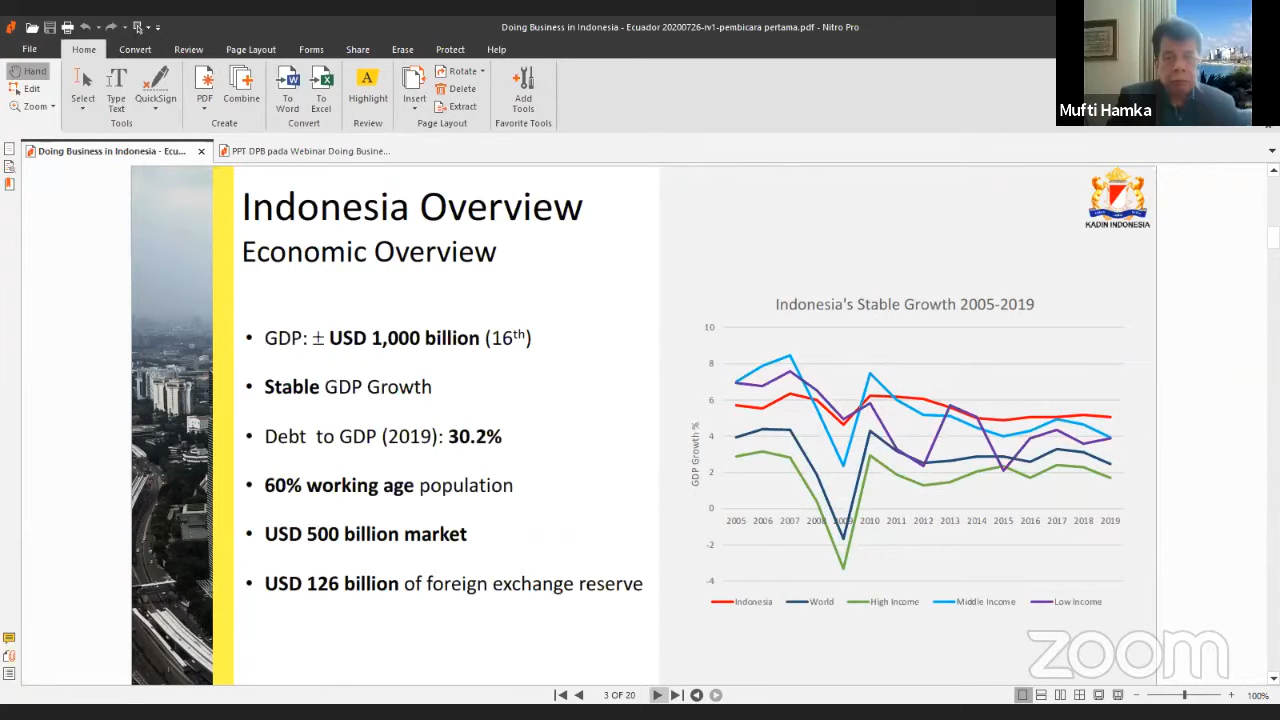 Doing Business in Indonesia - Ecuador 20200726-rv1-pembicara pertama.pdf - Nitro Pro
File Home Convert Review Page Layout Forms Share Erase Protect Help
Hand
Edit
Zoom
Select
Type Text
QuickSign
Tools
PDF
Combine
Create
To Word
To Excel
Convert
Highlight
Review
Insert
Rotate
Delete
Extract
Page Layout
Add Tools
Favorite Tools
Mufti Hamka
Doing Business in Indonesia - Ecu...
PPT DPB pada Webinar Doing Busine...
Indonesia Overview
Economic Overview
• GDP: ± USD 1,000 billion (16th)
• Stable GDP Growth
• Debt to GDP (2019): 30.2%
• 60% working age population
• USD 500 billion market
• USD 126 billion of foreign exchange reserve
KADIN INDONESIA
Indonesia's Stable Growth 2005-2019
GDP Growth %
10
8
6
4
2
0
-2
-4
2005 2006 2007 2008 2009 2010 2011 2012 2013 2014 2015 2016 2017 2018 2019
Indonesia World High Income Middle Income Low Income
zoom
3 OF 20
100%